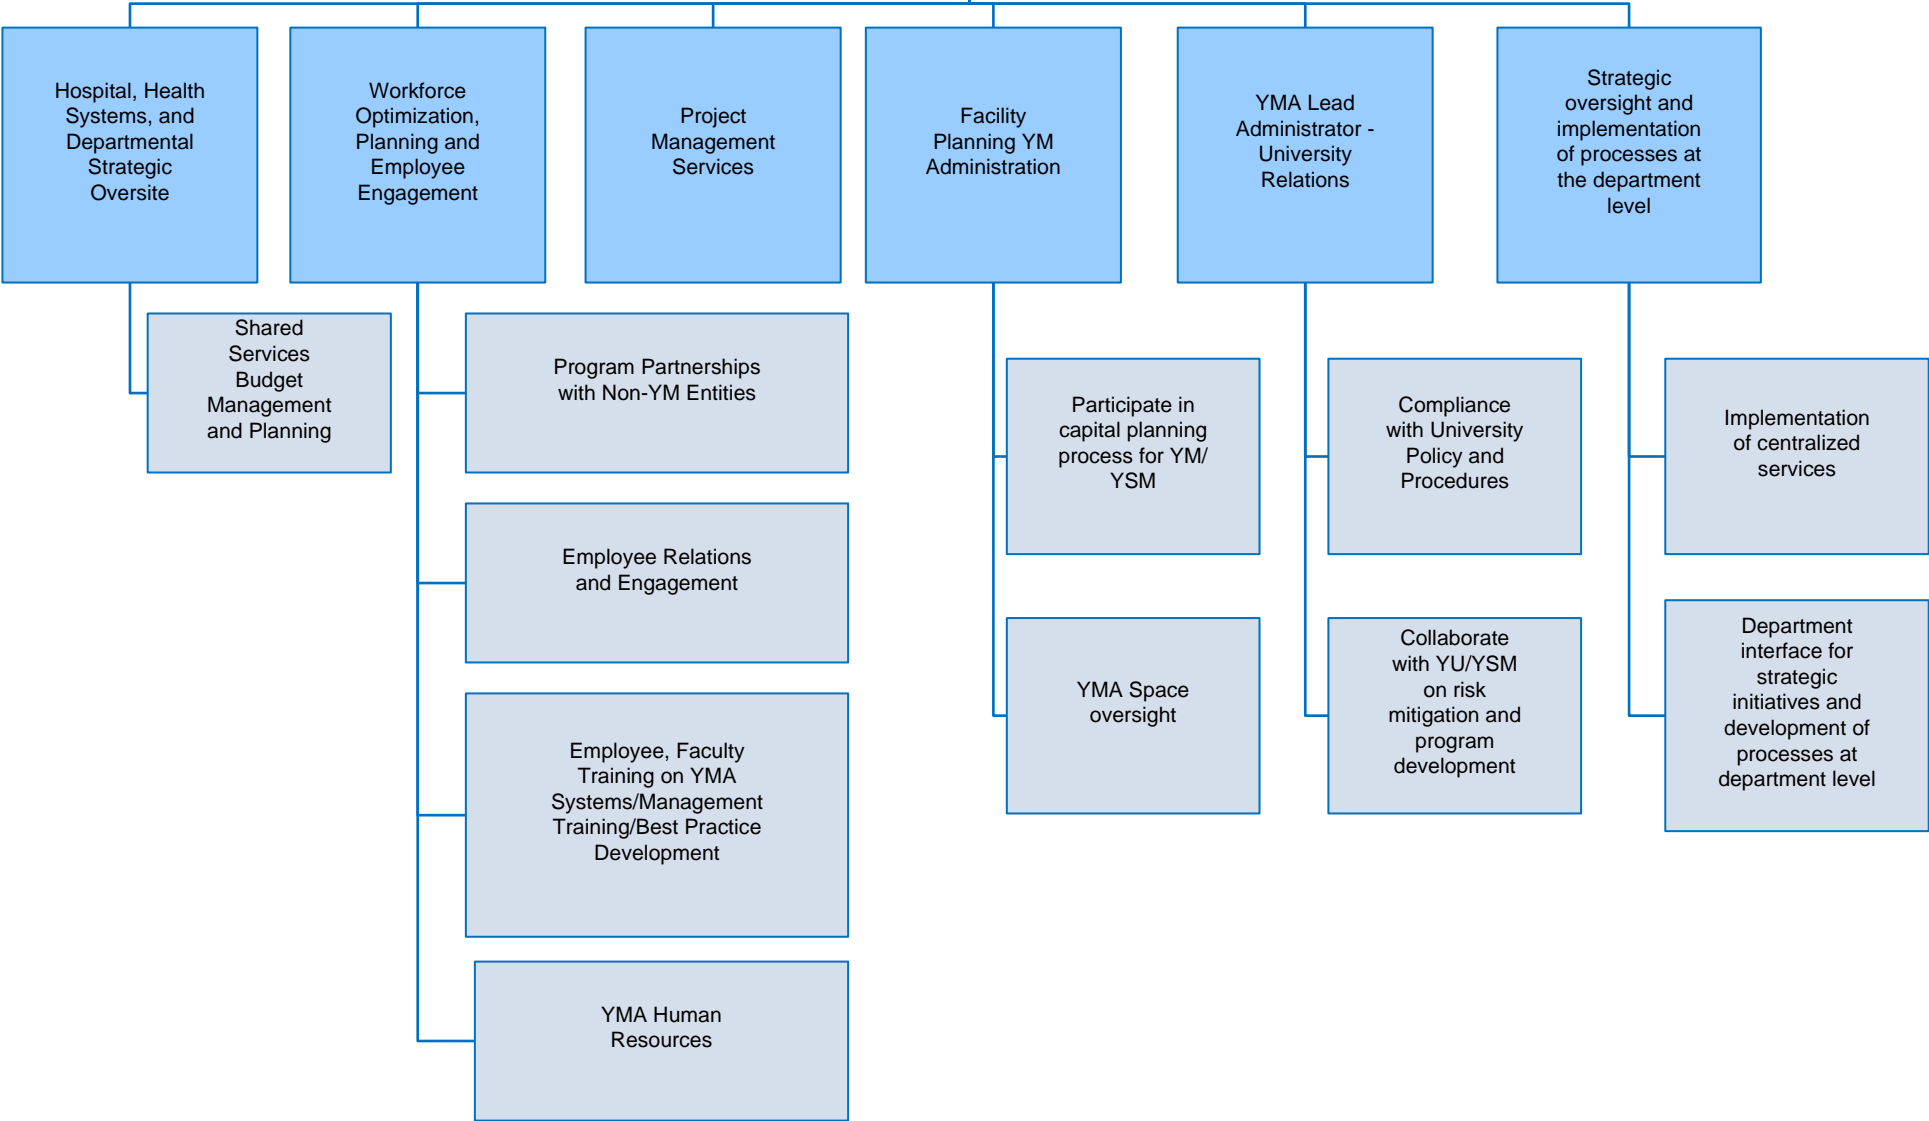 Hospital, Health
Systems, and
Departmental
Strategic
Oversite
Workforce
Optimization,
Planning and
Employee
Engagement
Project
Management
Services
Facility
Planning YM
Administration
YMA Lead
Administrator -
University
Relations
Strategic
oversight and
implementation
of processes at
the department
level
Shared
Services
Budget
Management
and Planning
Program Partnerships
with Non-YM Entities
Employee Relations
and Engagement
Employee, Faculty
Training on YMA
Systems/Management
Training/Best Practice
Development
YMA Human
Resources
Participate in
capital planning
process for YM/
YSM
YMA Space
oversight
Compliance
with University
Policy and
Procedures
Collaborate
with YU/YSM
on risk
mitigation and
program
development
Implementation
of centralized
services
Department
interface for
strategic
initiatives and
development of
processes at
department level